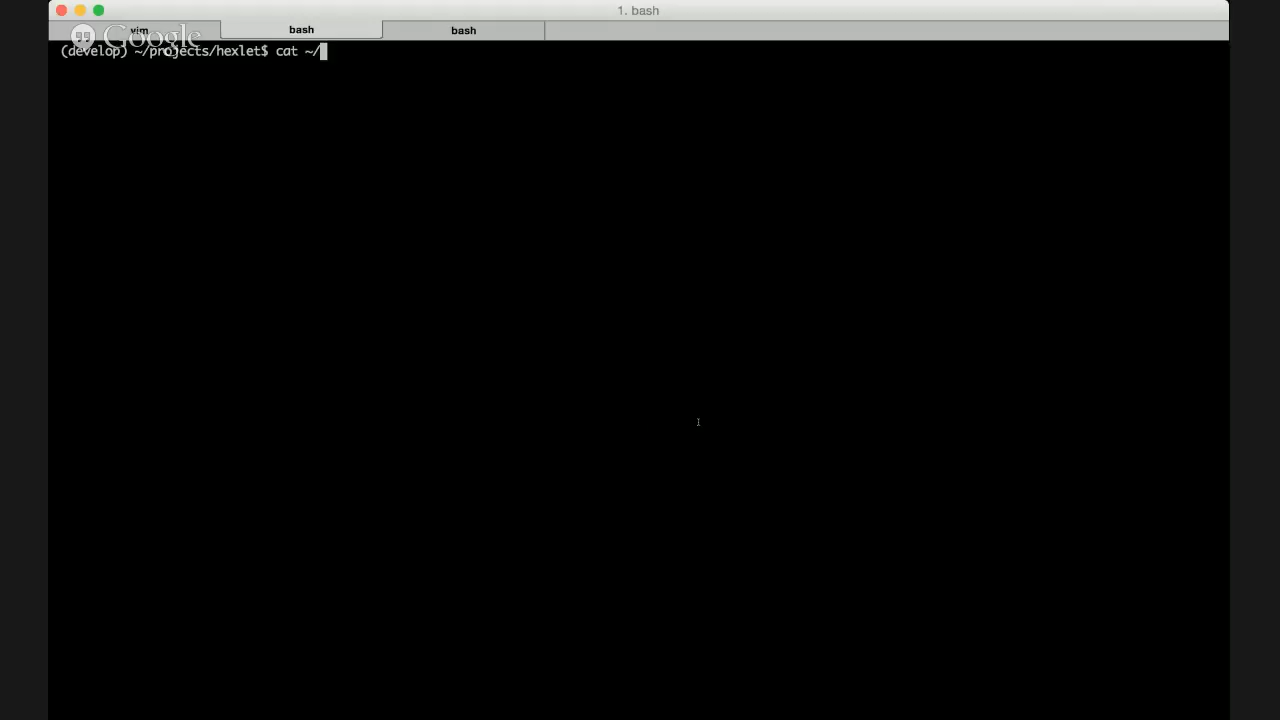 1. bash
vim bash bash
Google
(develop) ~/projects/hexlet$ cat ~/